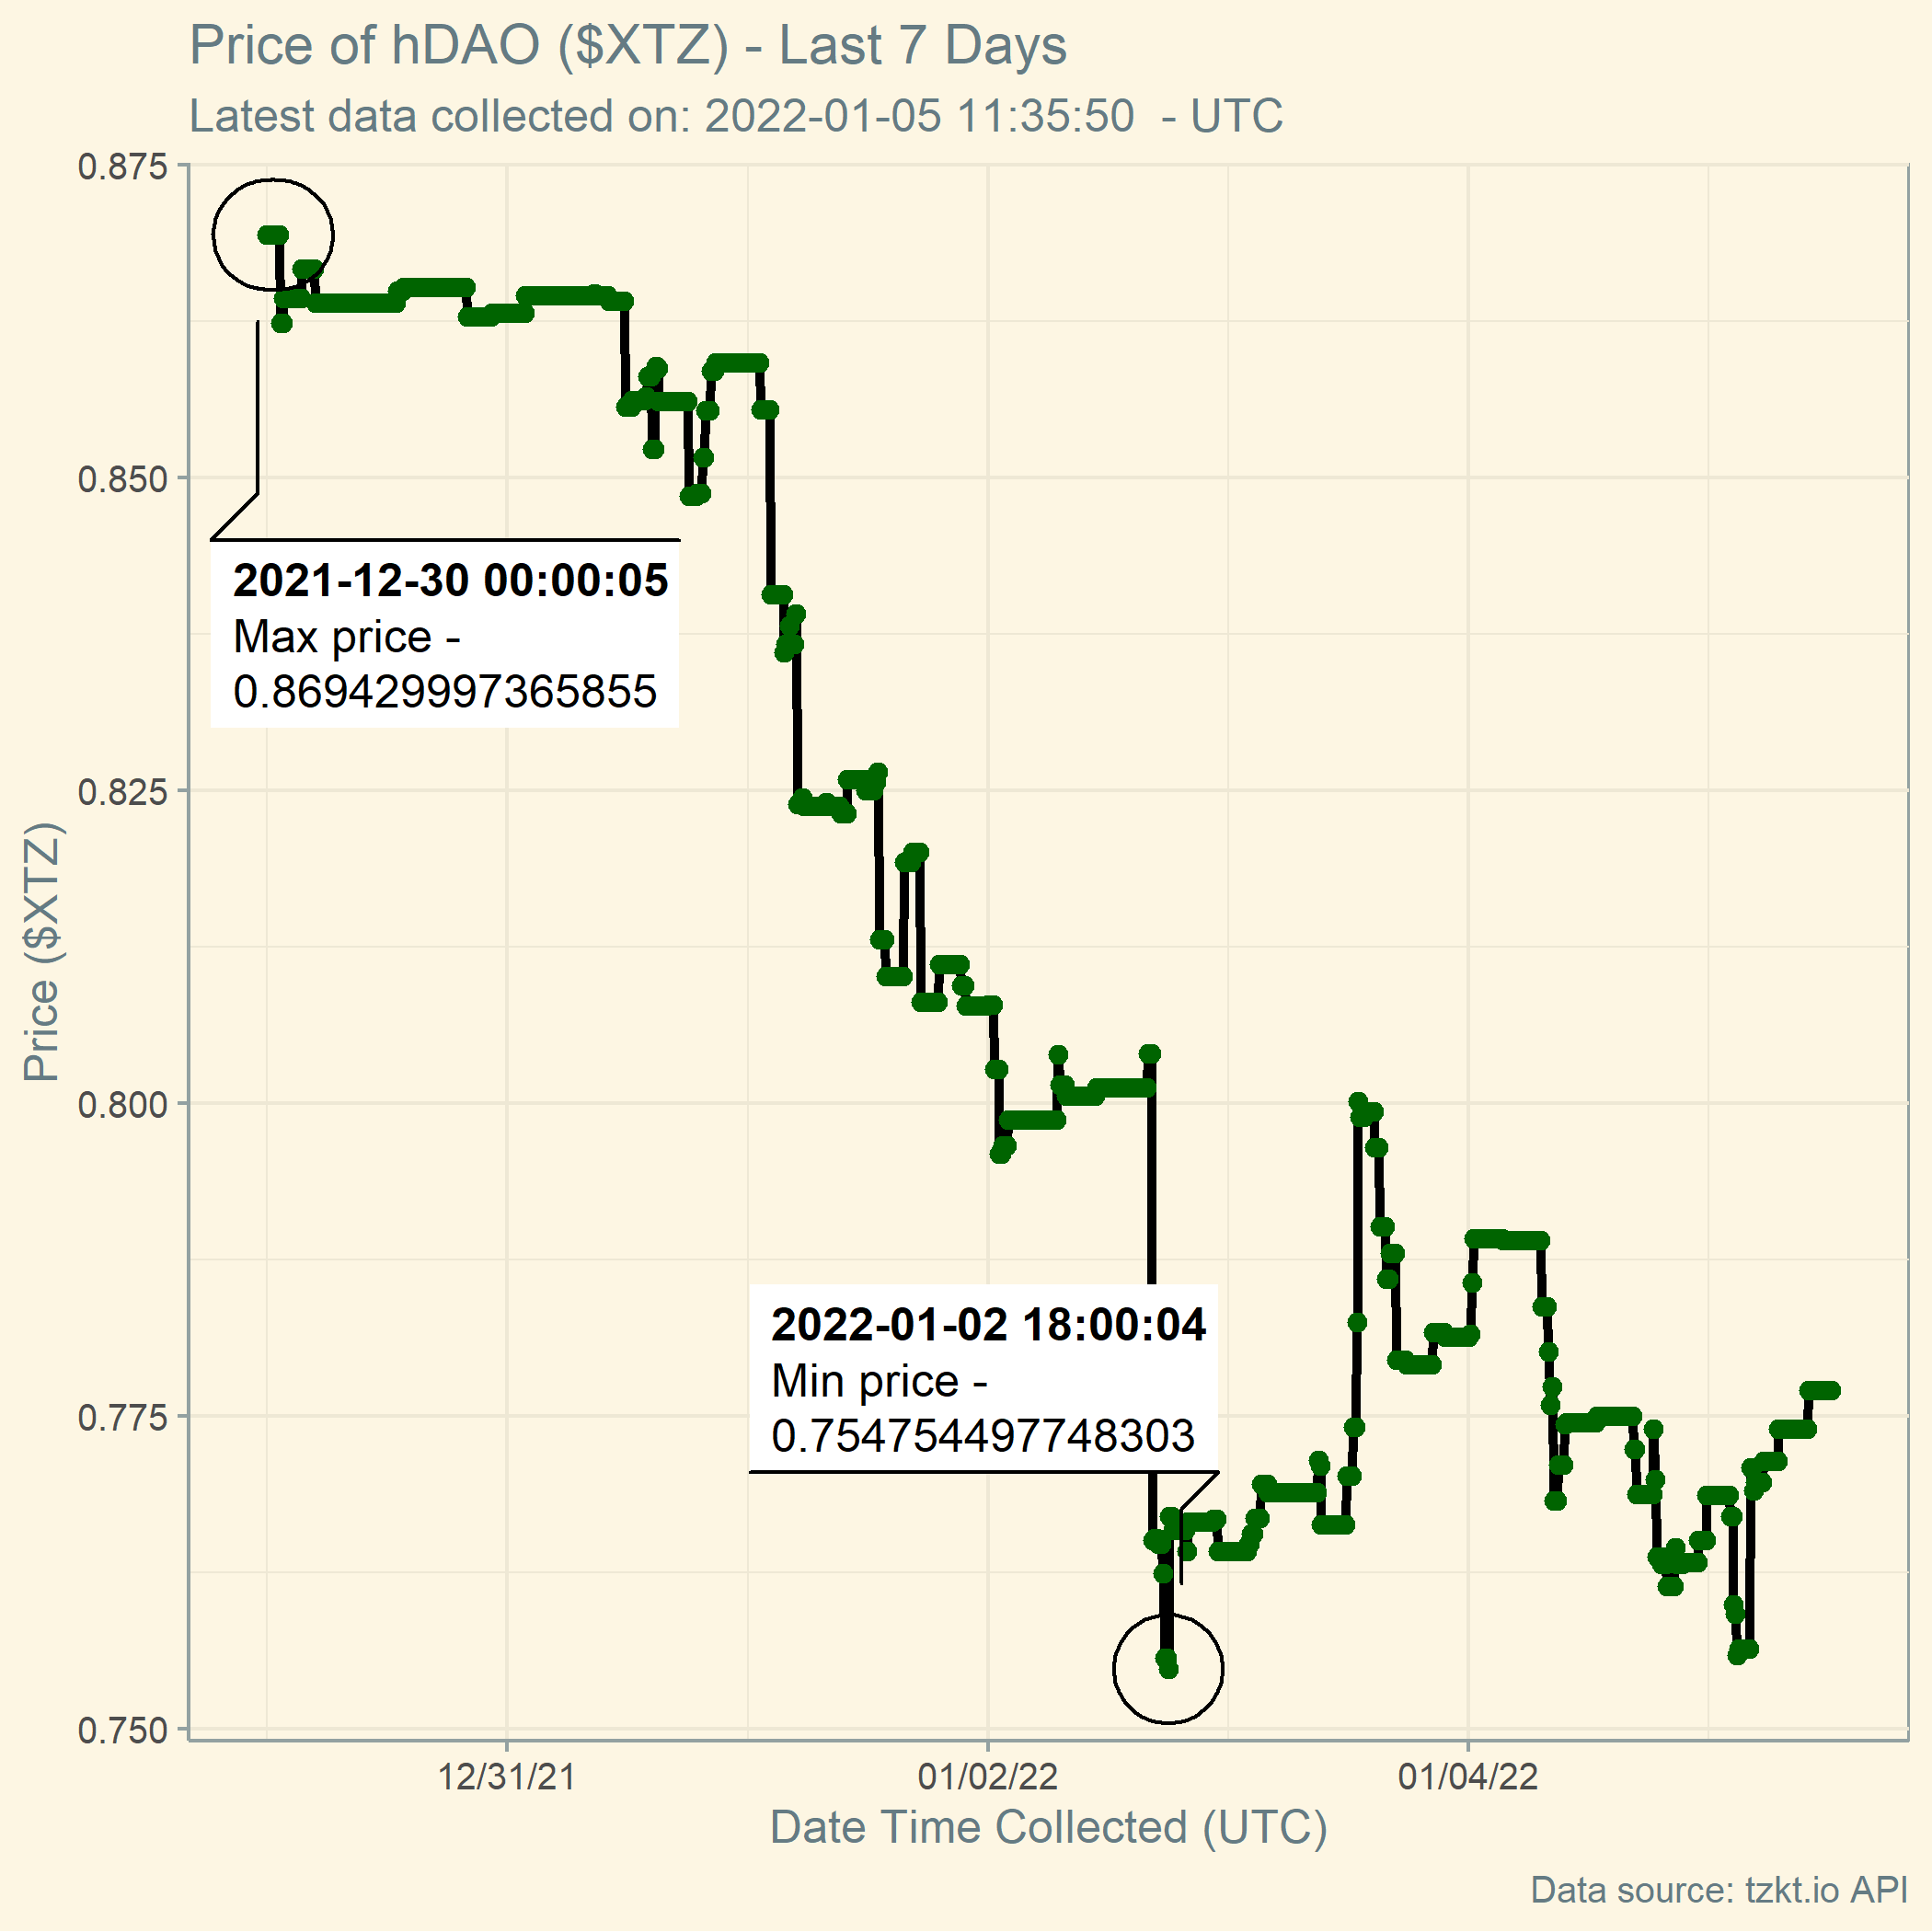 Price of hDAO ($XTZ) - Last 7 Days
Latest data collected on: 2022-01-05 11:35:50  - UTC
0.875
0.850
0.825
0.800
0.775
0.750
Price ($XTZ)
2021-12-30 00:00:05
Max price -
0.869429997365855
2022-01-02 18:00:04
Min price -
0.754754497748303
12/31/21
01/02/22
01/04/22
Date Time Collected (UTC)
Data source: tzkt.io API